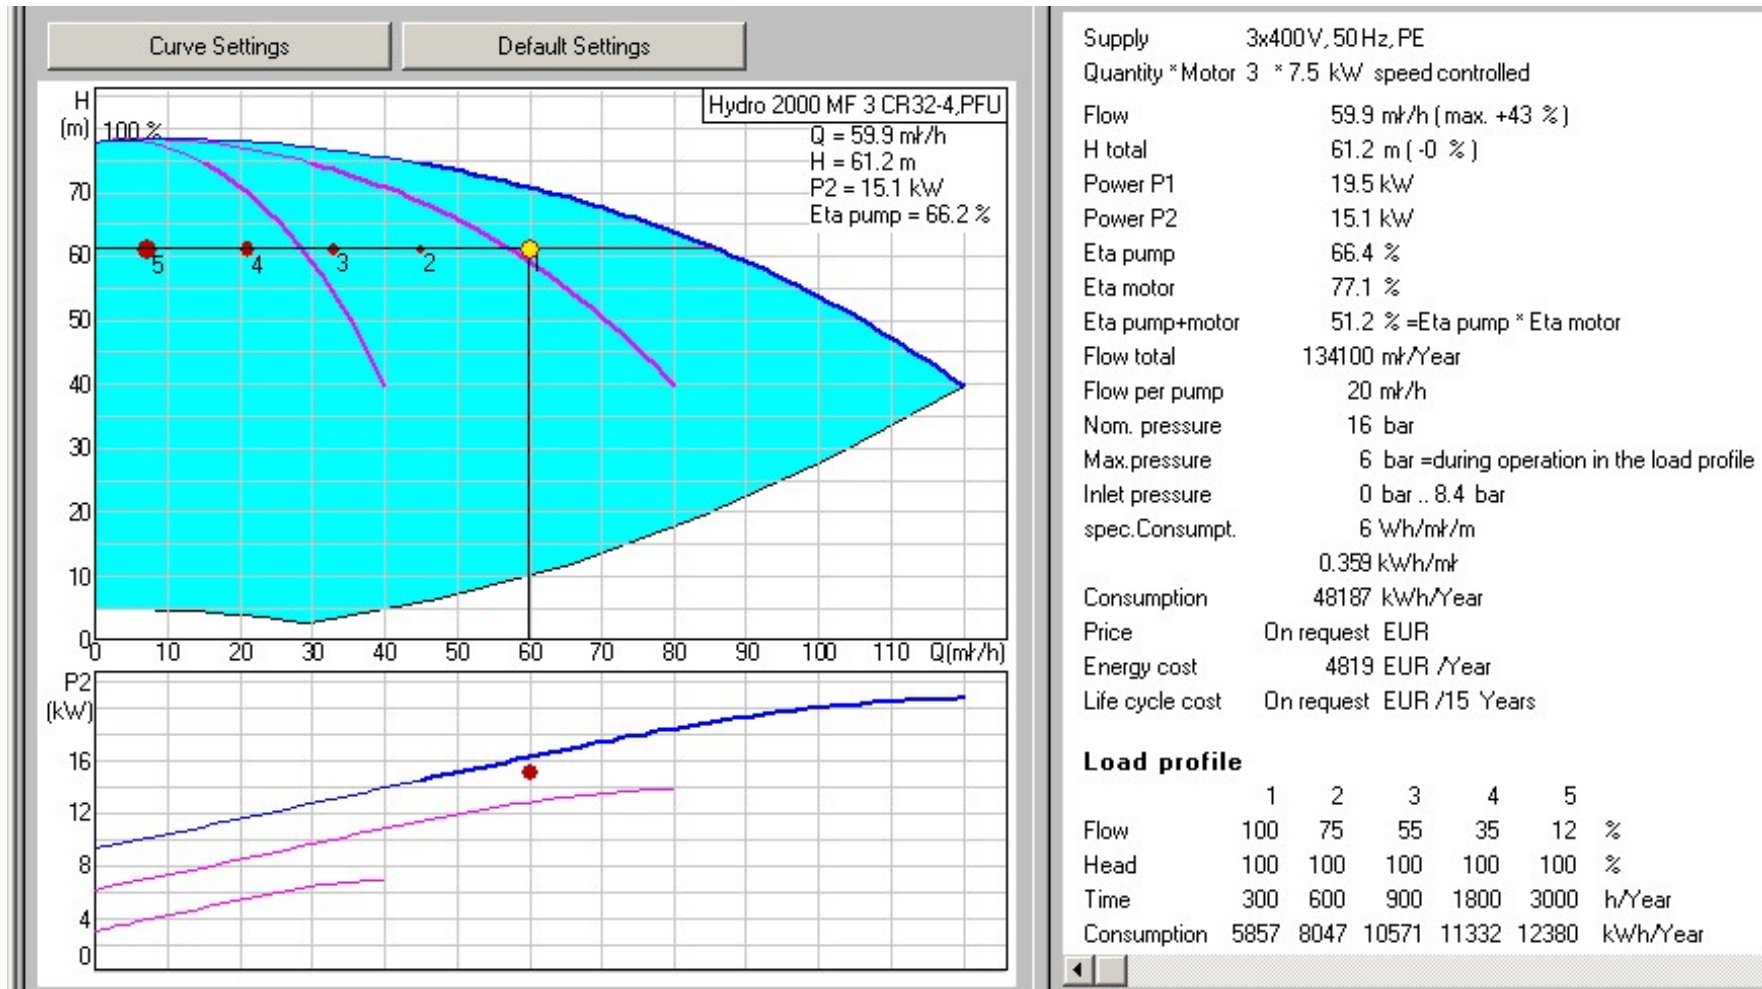 Curve Settings
Default Settings
H
(m)
100 %
Hydro 2000 MF 3 CR32-4,PFU
Q = 59.9 mł/h
H = 61.2 m
P2 = 15.1 kW
Eta pump = 66.2 %
70
60
50
40
30
20
10
0
5
4
3
2
1
0 10 20 30 40 50 60 70 80 90 100 110 Q(mł/h)
P2
(kW)
16
12
8
4
0
Supply 3x400V, 50Hz, PE
Quantity * Motor 3 * 7.5 kW speed controlled
Flow 59.9 mł/h ( max. +43 % )
H total 61.2 m ( -0 % )
Power P1 19.5 kW
Power P2 15.1 kW
Eta pump 66.4 %
Eta motor 77.1 %
Eta pump+motor 51.2 % =Eta pump * Eta motor
Flow total 134100 mł/Year
Flow per pump 20 mł/h
Nom. pressure 16 bar
Max.pressure 6 bar =during operation in the load profile
Inlet pressure 0 bar .. 8.4 bar
spec.Consumpt. 6 Wh/mł/m
0.359 kWh/mł
Consumption 48187 kWh/Year
Price On request EUR
Energy cost 4819 EUR /Year
Life cycle cost On request EUR /15 Years
Load profile
1 2 3 4 5
Flow 100 75 55 35 12 %
Head 100 100 100 100 100 %
Time 300 600 900 1800 3000 h/Year
Consumption 5857 8047 10571 11332 12380 kWh/Year